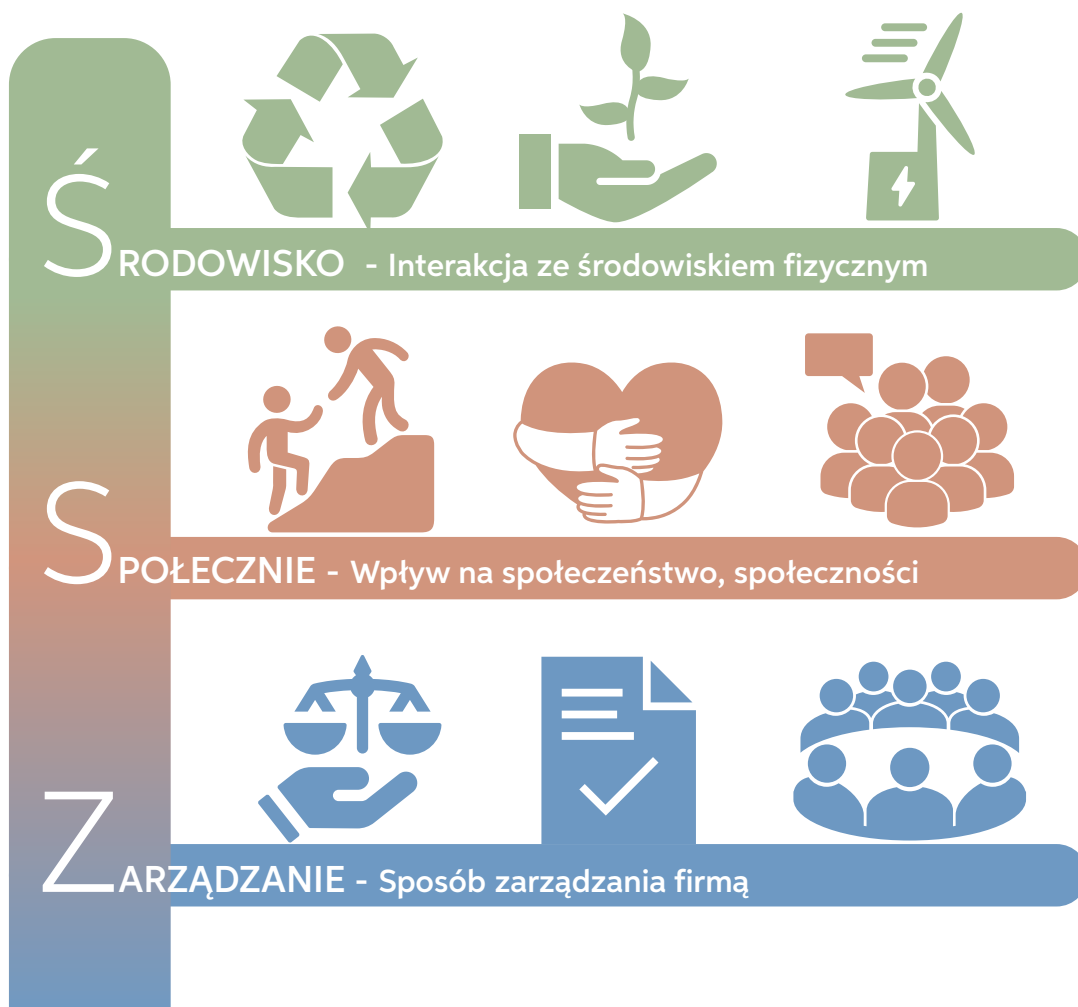 ŚRODOWISKO - Interakcja ze środowiskiem fizycznym
SPOŁECZNIE - Wpływ na społeczeństwo, społeczności
ZARZĄDZANIE - Sposób zarządzania firmą